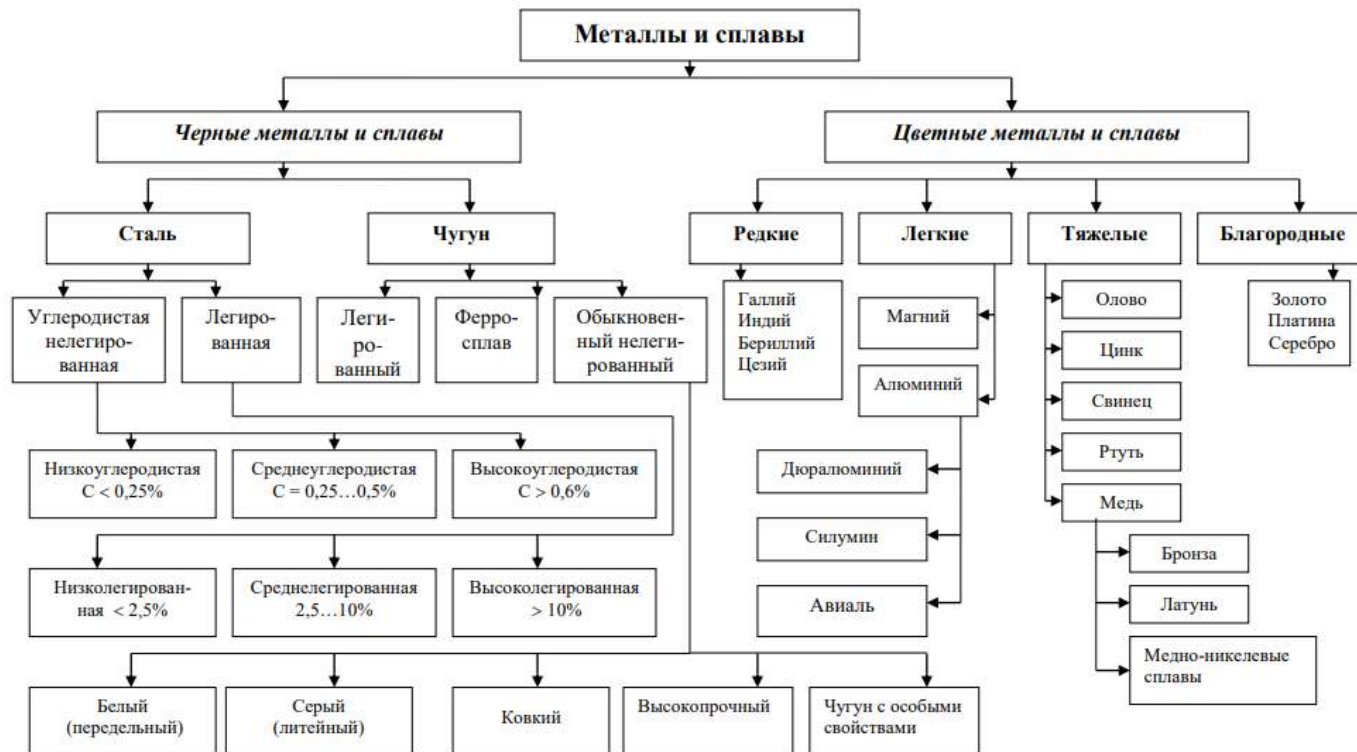 Металлы и сплавы
Черные металлы и сплавы
Цветные металлы и сплавы
Сталь
Чугун
Редкие
Легкие
Тяжелые
Благородные
Углеродистая
нелегиро-
ванная
Легиро-
ванная
Леги-
ро-
ванный
Ферро-
сплав
Обыкновен-
ный нелеги-
рованный
Галлий
Индий
Бериллий
Цезий
Магний
Алюминий
Олово
Цинк
Свинец
Ртуть
Медь
Золото
Платина
Серебро
Низкоуглеродистая
С < 0,25%
Среднеуглеродистая
С = 0,25…0,5%
Высокоуглеродистая
С > 0,6%
Дюралюминий
Силумин
Авиаль
Бронза
Латунь
Медно-никелевые
сплавы
Низколегирован-
ная < 2,5%
Среднелегированная
2,5…10%
Высоколегированная
> 10%
Белый
(передельный)
Серый
(литейный)
Ковкий
Высокопрочный
Чугун с особыми
свойствами